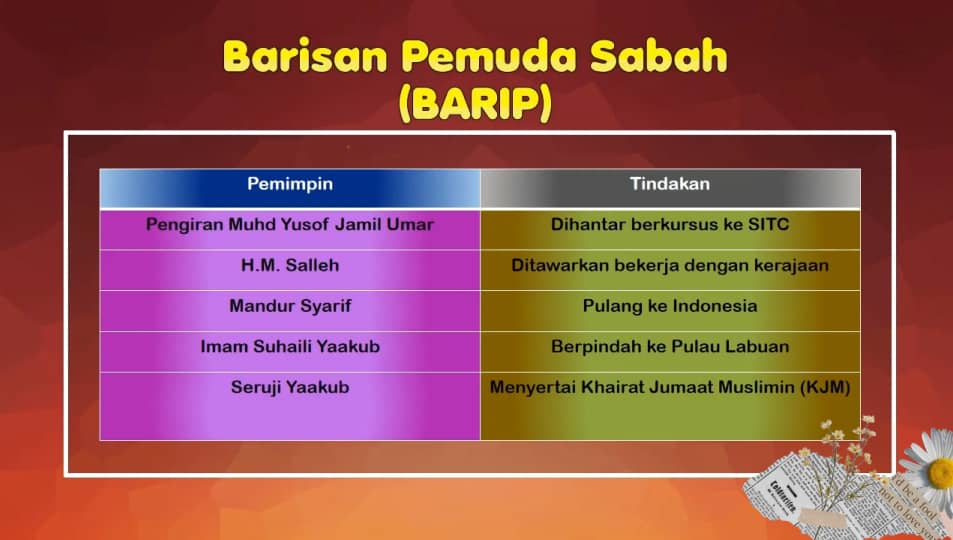 Barisan Pemuda Sabah
(BARIP)
Pemimpin Tindakan
Pengiran Muhd Yusof Jamil Umar Dihantar berkursus ke SITC
H.M. Salleh Ditawarkan bekerja dengan kerajaan
Mandur Syarif Pulang ke Indonesia
Imam Suhaili Yaakub Berpindah ke Pulau Labuan
Seruji Yaakub Menyertai Khairat Jumaat Muslimin (KJM)